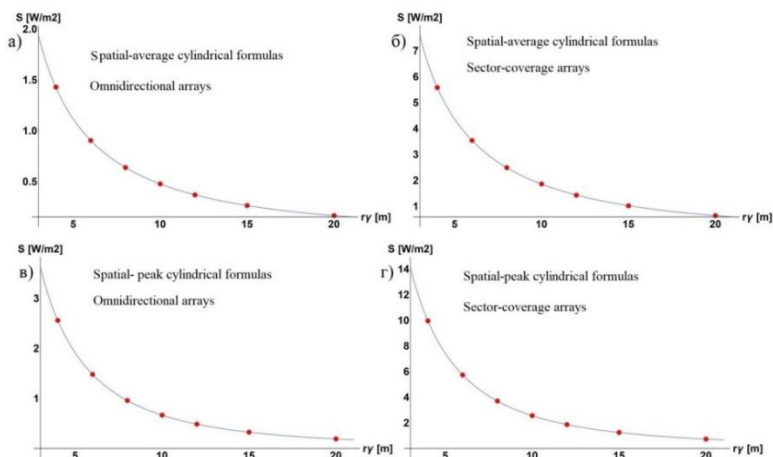 S [W/m2]
а)
2.0
Spatial-average cylindrical formulas
1.5
Omnidirectional arrays
1.0
0.5
5
10
15
20
rγ [m]
S [W/m2]
б)
7
Spatial-average cylindrical formulas
6
Sector-coverage arrays
5
4
3
2
1
5
10
15
20
rγ [m]
S [W/m2]
в)
Spatial- peak cylindrical formulas
3
Omnidirectional arrays
2
1
5
10
15
20
rγ [m]
S [W/m2]
г)
14
Spatial-peak cylindrical formulas
12
Sector-coverage arrays
10
8
6
4
2
5
10
15
20
rγ [m]